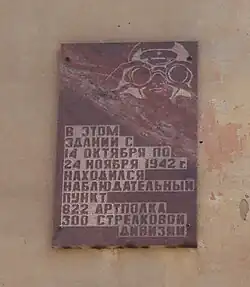 В ЭТОМ
ЗДАНИИ С
14 ОКТЯБРЯ ПО
24 НОЯБРЯ 1942 г.
НАХОДИЛСЯ
НАБЛЮДАТЕЛЬНЫЙ
ПУНКТ
822 АРТПОЛКА
300 СТРЕЛКОВОЙ
ДИВИЗИИ